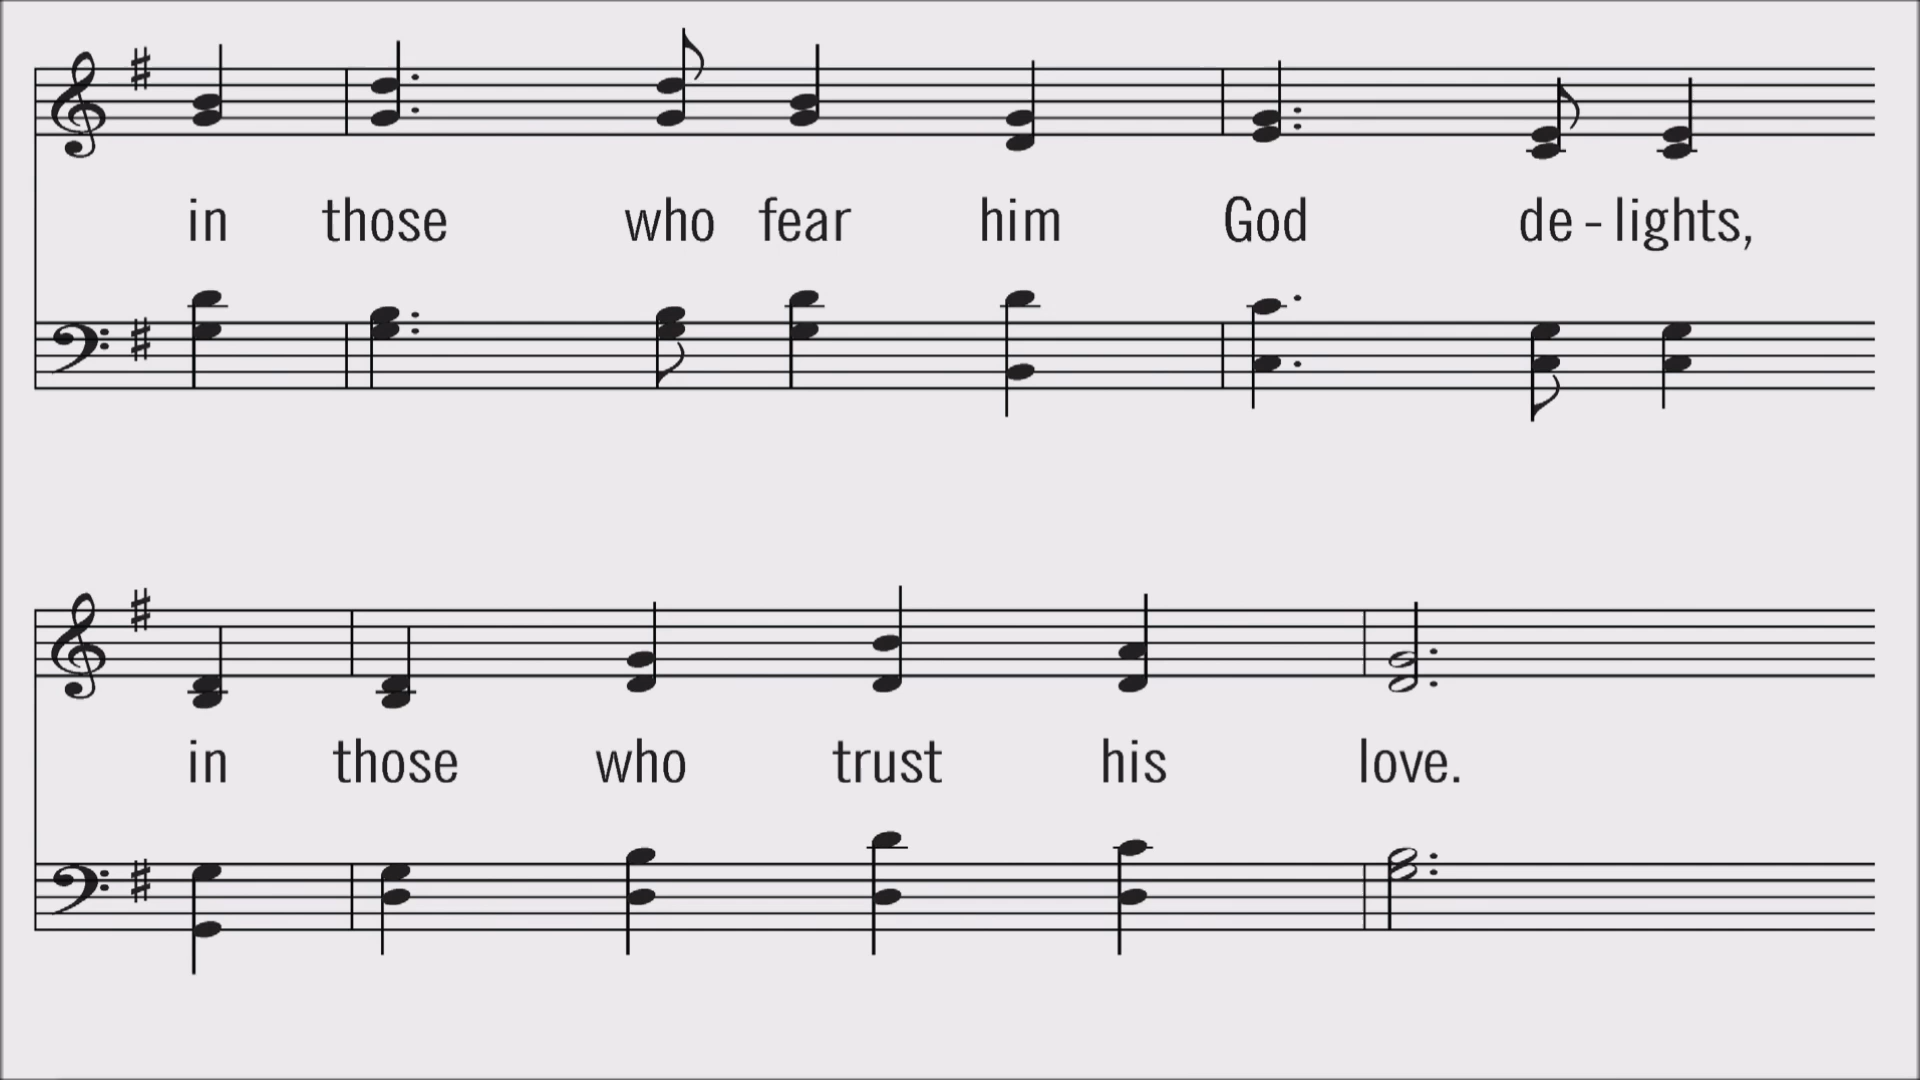 in those who fear him God de - lights,
in those who trust his love.